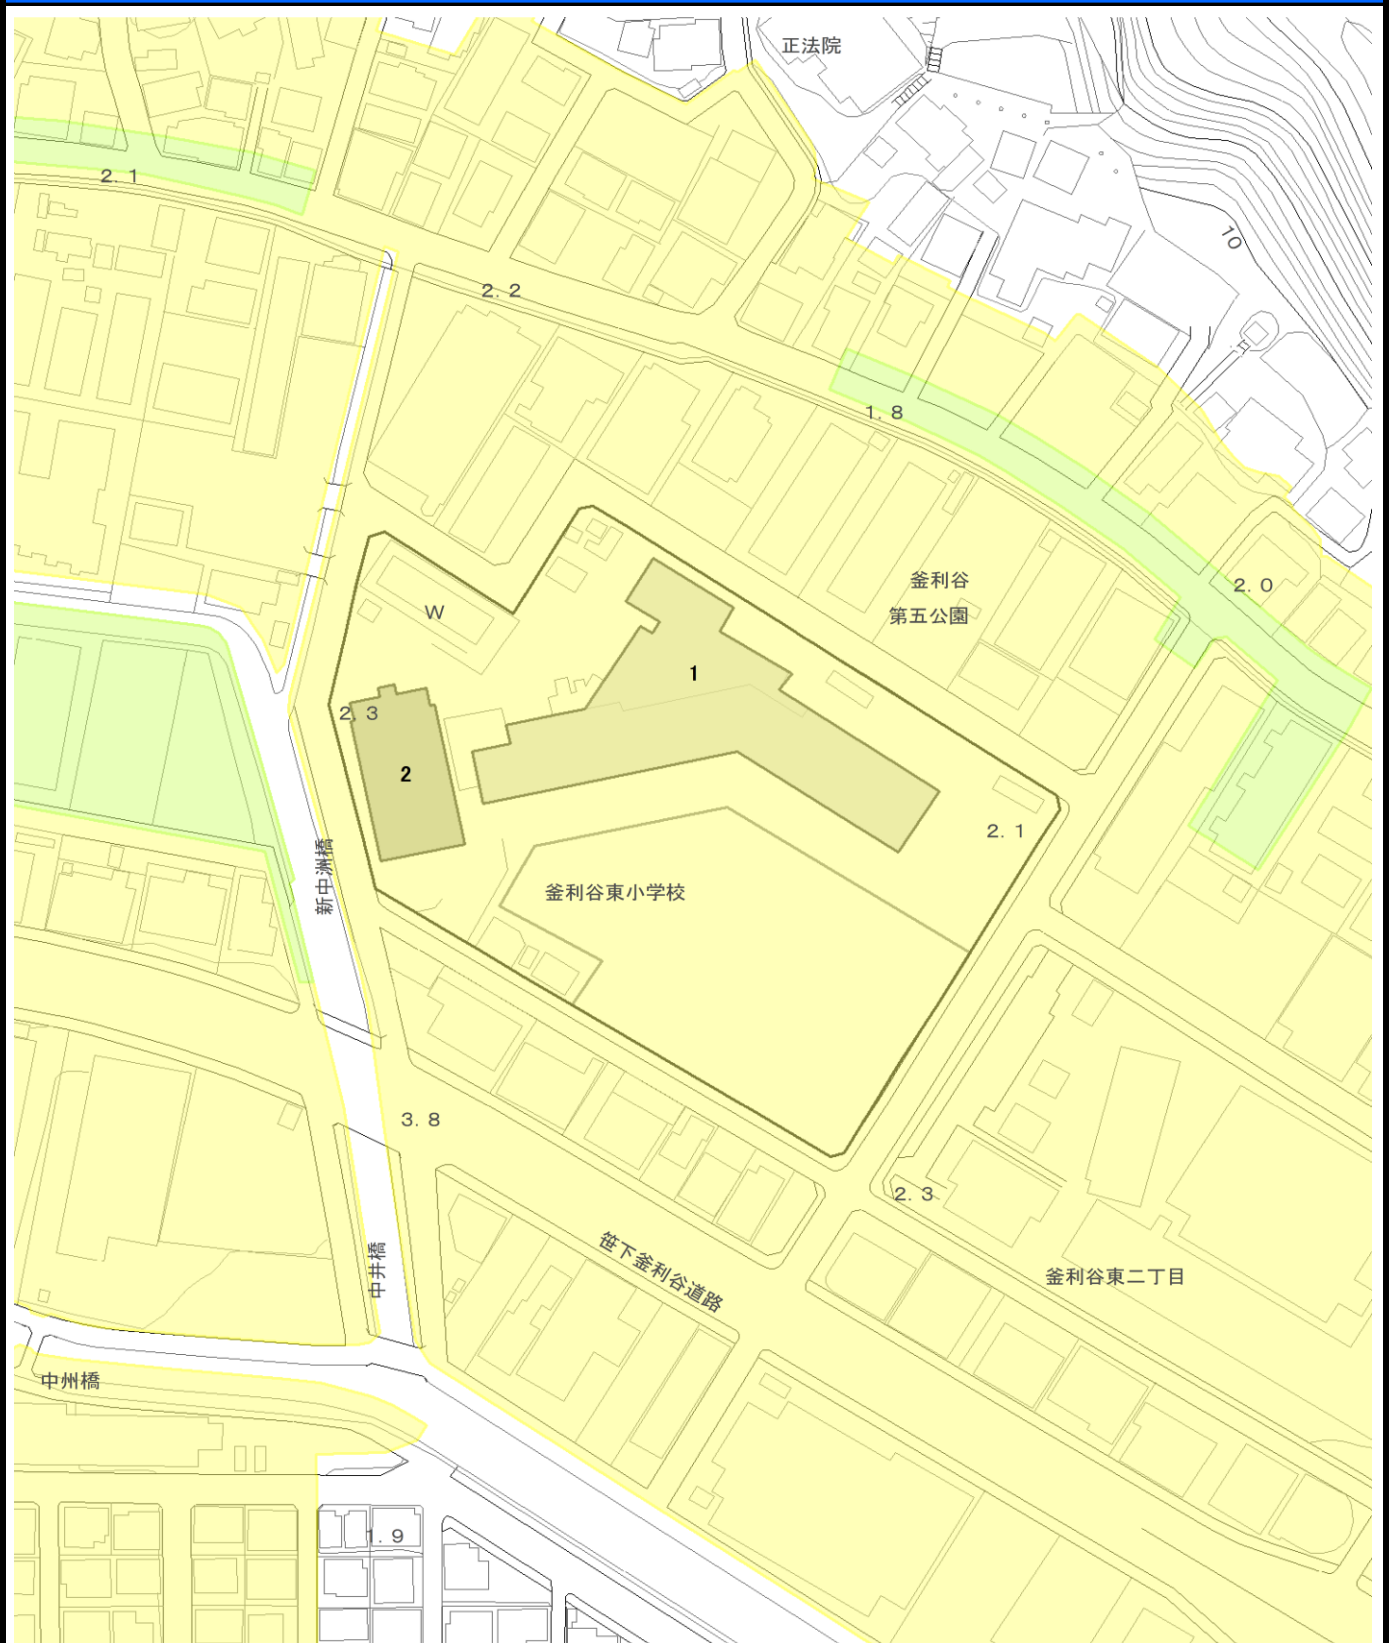 正法院
2.1
10
2.2
1.8
釜利谷
第五公園
2.0
W
1
2.3
2
2.1
新中洲橋
釜利谷東小学校
3.8
2.3
中井橋
笹下釜利谷道路
釜利谷東二丁目
中州橋
1.9